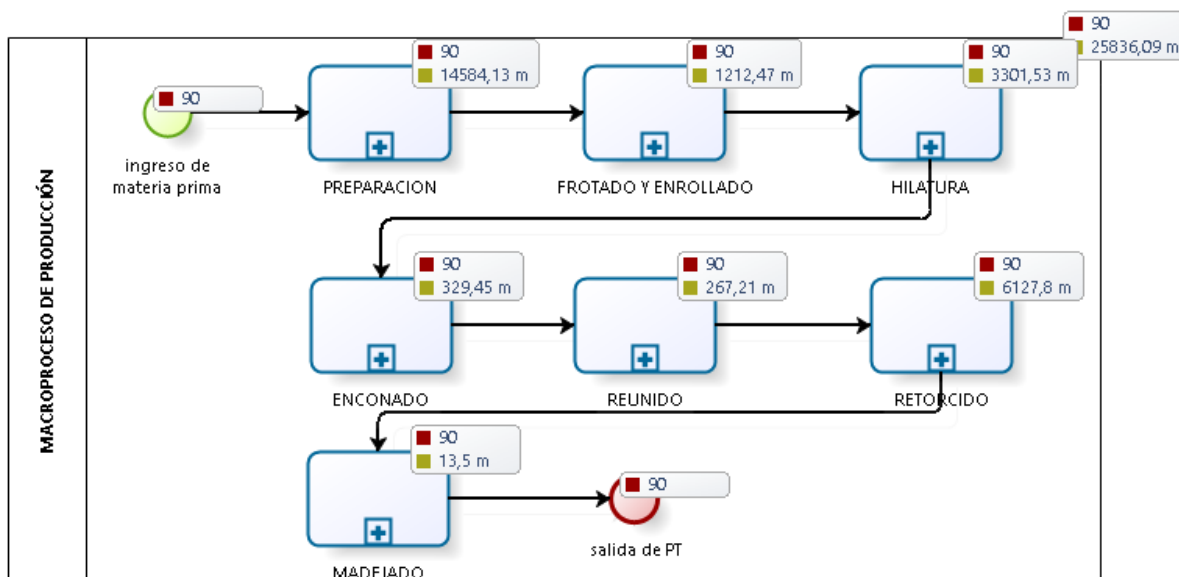 90
25836,09 m
MACROPROCESO DE PRODUCCIÓN
90
ingreso de
materia prima
90
14584,13 m
PREPARACION
90
1212,47 m
FROTADO Y ENROLLADO
90
3301,53 m
HILATURA
90
329,45 m
ENCONADO
90
267,21 m
REUNIDO
90
6127,8 m
RETORCIDO
90
13,5 m
MADEJADO
90
salida de PT